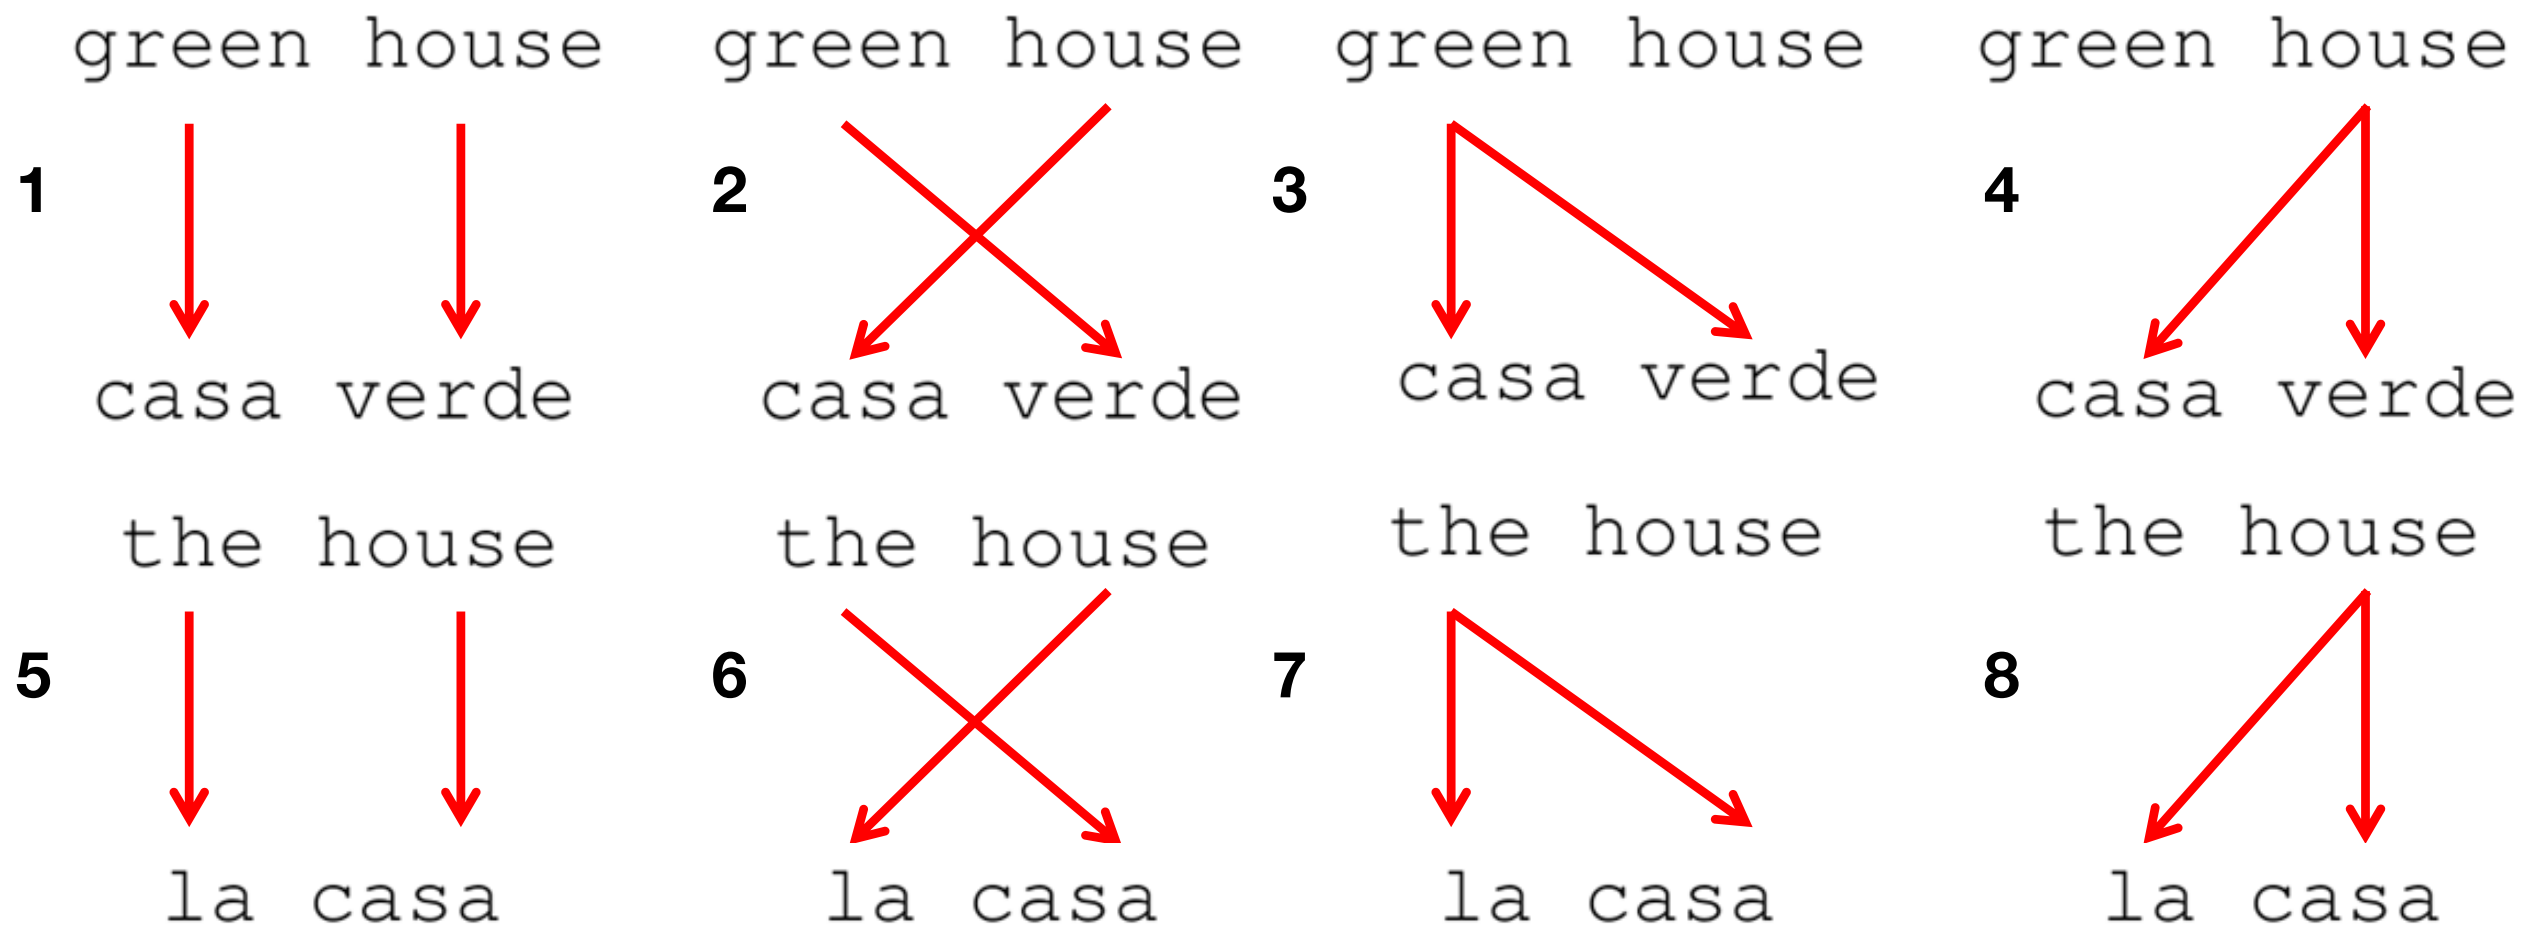 green house green house green house green house
1 2 3 4
casa verde casa verde casa verde casa verde
the house the house the house the house
5 6 7 8
la casa la casa la casa la casa